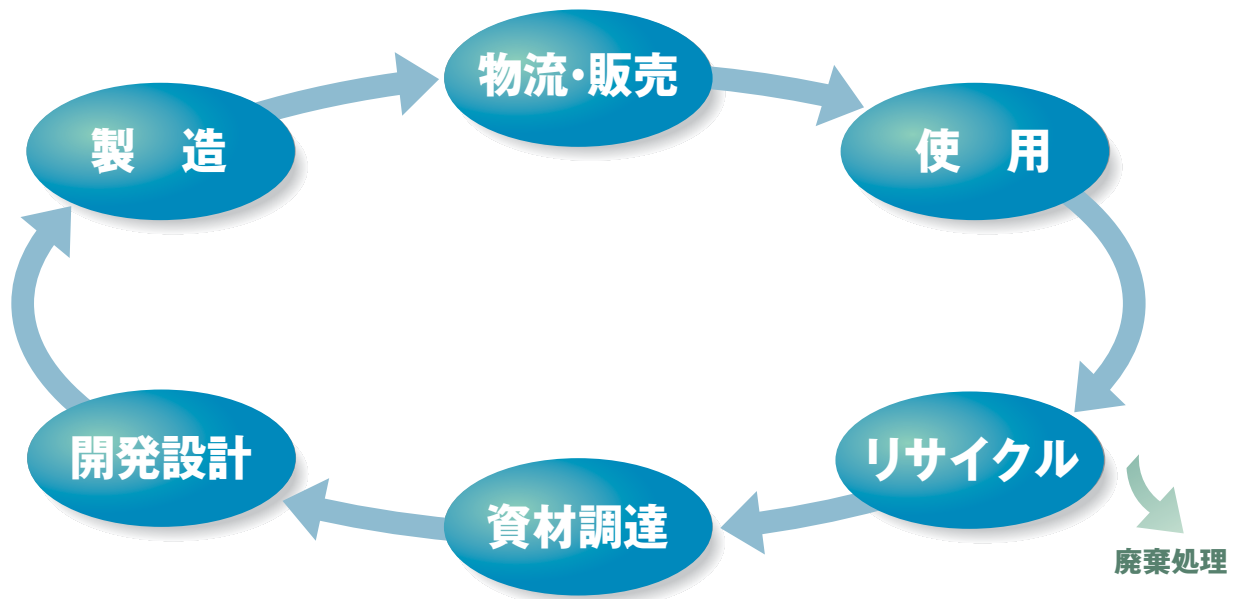 物流・販売
製　造
使　用
開発設計
リサイクル
資材調達
廃棄処理